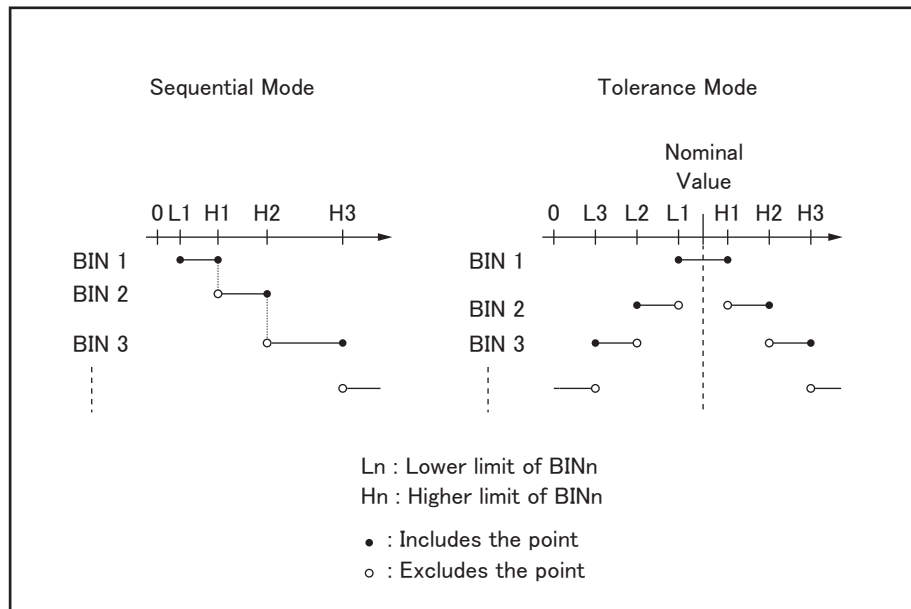 Sequential Mode
Tolerance Mode
Nominal
Value
0 L1 H1 H2 H3
0 L3 L2 L1 H1 H2 H3
BIN 1
BIN 2
BIN 3
BIN 1
BIN 2
BIN 3
Ln : Lower limit of BINn
Hn : Higher limit of BINn
: Includes the point
: Excludes the point